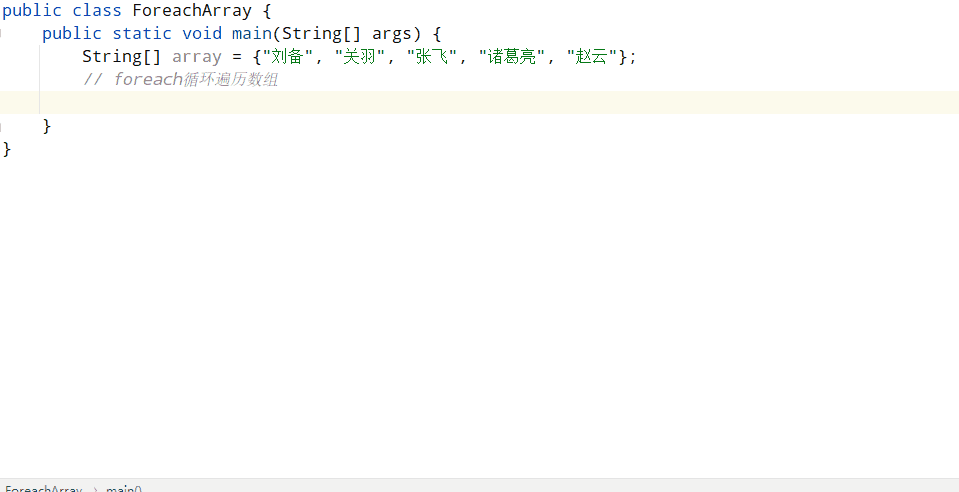 public class ForeachArray {
    public static void main(String[] args) {
        String[] array = {"刘备", "关羽", "张飞", "诸葛亮", "赵云"};
        // foreach循环遍历数组
    }
}
ForeachArray › main()